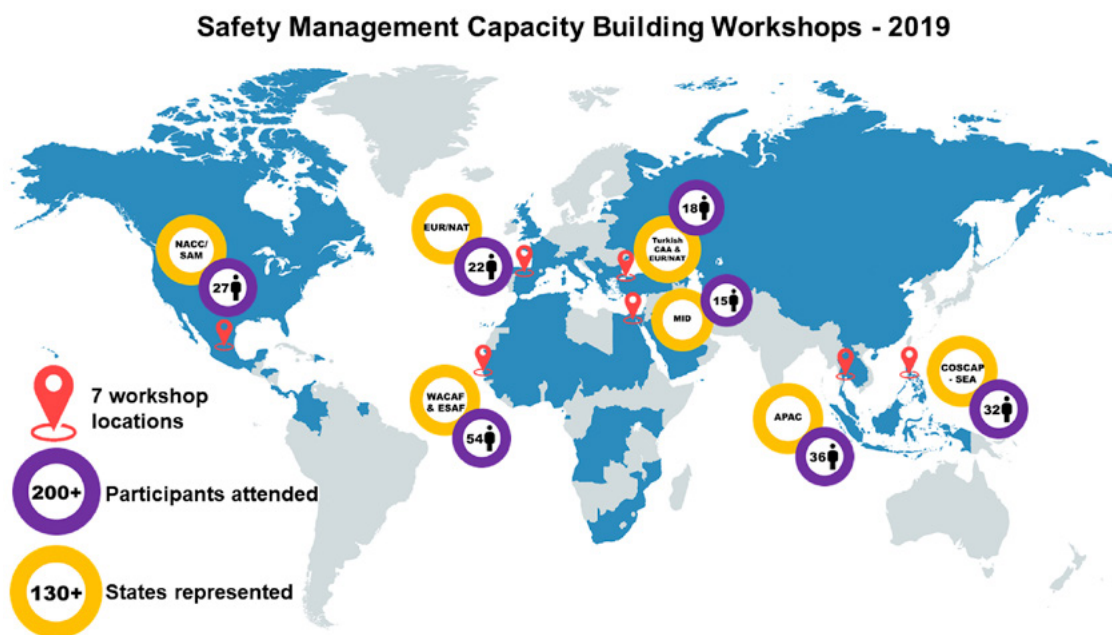 Safety Management Capacity Building Workshops - 2019
NACC/
SAM
27
EUR/NAT
22
18
Turkish
CAA &
EUR/NAT
15
MID
WACAF
& ESAF
54
APAC
36
COSCAP
- SEA
32
7 workshop
locations
200+
Participants attended
130+
States represented